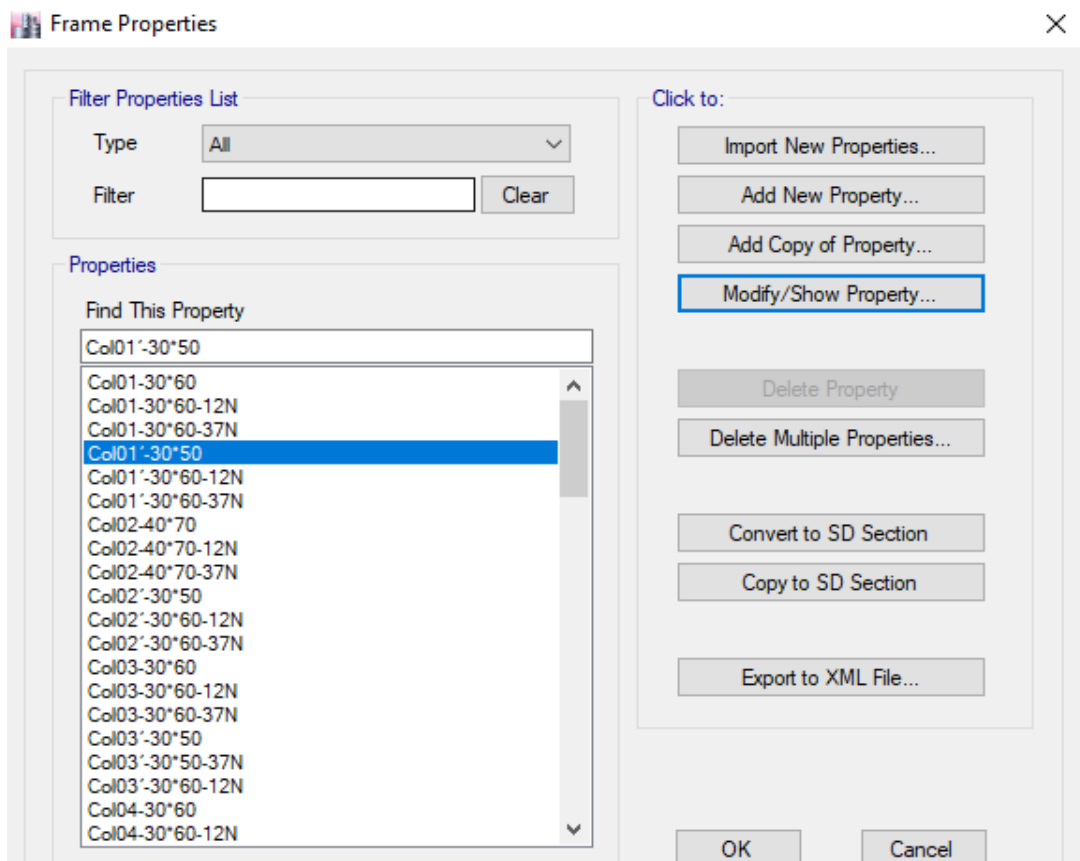 Frame Properties
Filter Properties List
Type
All
Filter
Clear
Properties
Find This Property
Col01´-30*50
Col01-30*60
Col01-30*60-12N
Col01-30*60-37N
Col01´-30*50
Col01´-30*60-12N
Col01´-30*60-37N
Col02-40*70
Col02-40*70-12N
Col02-40*70-37N
Col02´-30*50
Col02´-30*60-12N
Col02´-30*60-37N
Col03-30*60
Col03-30*60-12N
Col03-30*60-37N
Col03´-30*50
Col03´-30*50-37N
Col03´-30*60-12N
Col04-30*60
Col04-30*60-12N
Click to:
Import New Properties...
Add New Property...
Add Copy of Property...
Modify/Show Property...
Delete Property
Delete Multiple Properties...
Convert to SD Section
Copy to SD Section
Export to XML File...
OK
Cancel